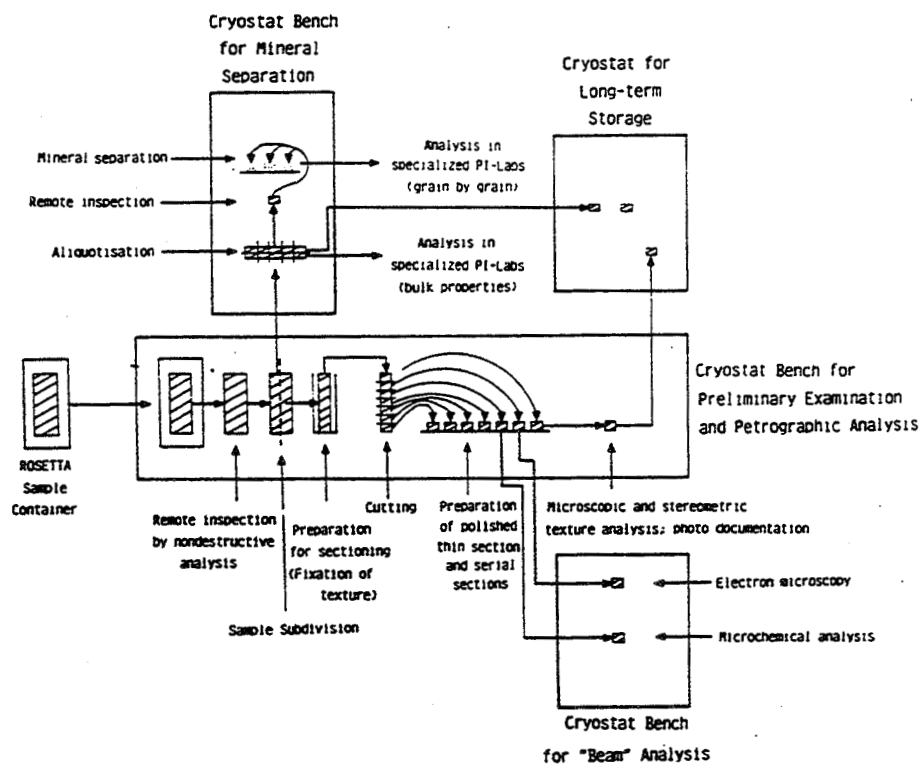 Cryostat Bench
for Mineral
Separation
Cryostat for
Long-term
Storage
Mineral separation
Remote inspection
Aliquotisation
Analysis in
specialized PI-Labs
(grain by grain)
Analysis in
specialized PI-Labs
(bulk properties)
Cryostat Bench for
Preliminary Examination
and Petrographic Analysis
ROSETTA
Sample
Container
Remote inspection
by nondestructive
analysis
Sample Subdivision
Preparation
for sectioning
(Fixation of
texture)
Cutting
Preparation
of polished
thin section
and serial
sections
Microscopic and stereometric
texture analysis; photo documentation
Electron microscopy
Microchemical analysis
Cryostat Bench
for "Beam" Analysis